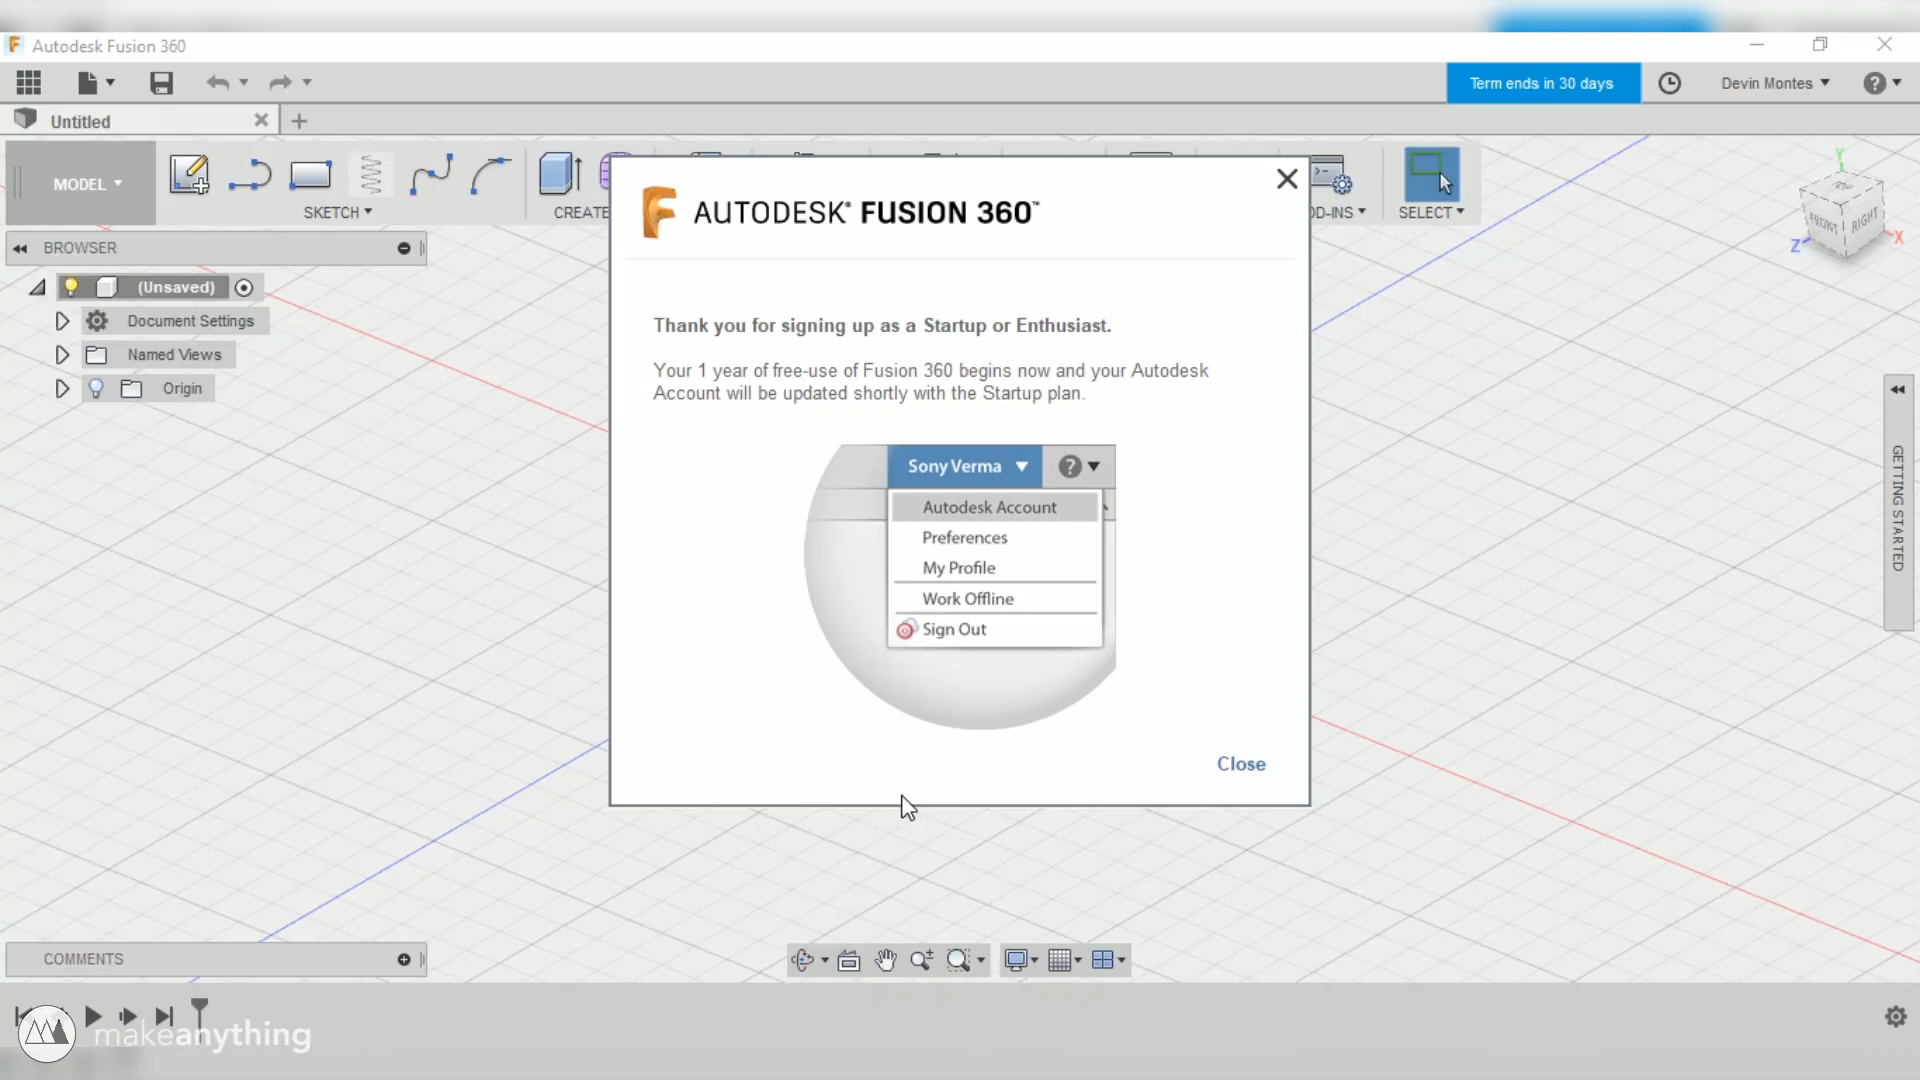 Autodesk Fusion 360
Term ends in 30 days
Devin Montes
Untitled
MODEL
SKETCH
CREATE
SELECT
BROWSER
(Unsaved)
Document Settings
Named Views
Origin
AUTODESK® FUSION 360™
Thank you for signing up as a Startup or Enthusiast.
Your 1 year of free-use of Fusion 360 begins now and your Autodesk
Account will be updated shortly with the Startup plan.
Sony Verma
Autodesk Account
Preferences
My Profile
Work Offline
Sign Out
Close
Y
FRONT
RIGHT
Z
X
GETTING STARTED
COMMENTS
makeanything